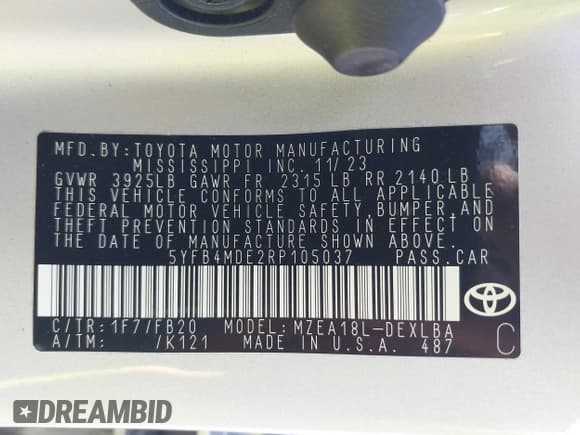 MFD.BY:TOYOTA MOTOR MANUFACTURING
MISSISSIPPI INC. 11/23
GVWR 3925LB GAWR FR 2315 LB RR 2140 LB
THIS VEHICLE CONFORMS TO ALL APPLICABLE
FEDERAL MOTOR VEHICLE SAFETY,BUMPER,AND
THEFT PREVENTION STANDARDS IN EFFECT ON
THE DATE OF MANUFACTURE SHOWN ABOVE.
5YFB4MDE2RP105037 PASS.CAR
C/TR:1F7/FB20 MODEL:MZEA18L-DEXLBA
A/TM: /K121 MADE IN U.S.A. 487 C
DREAMBID